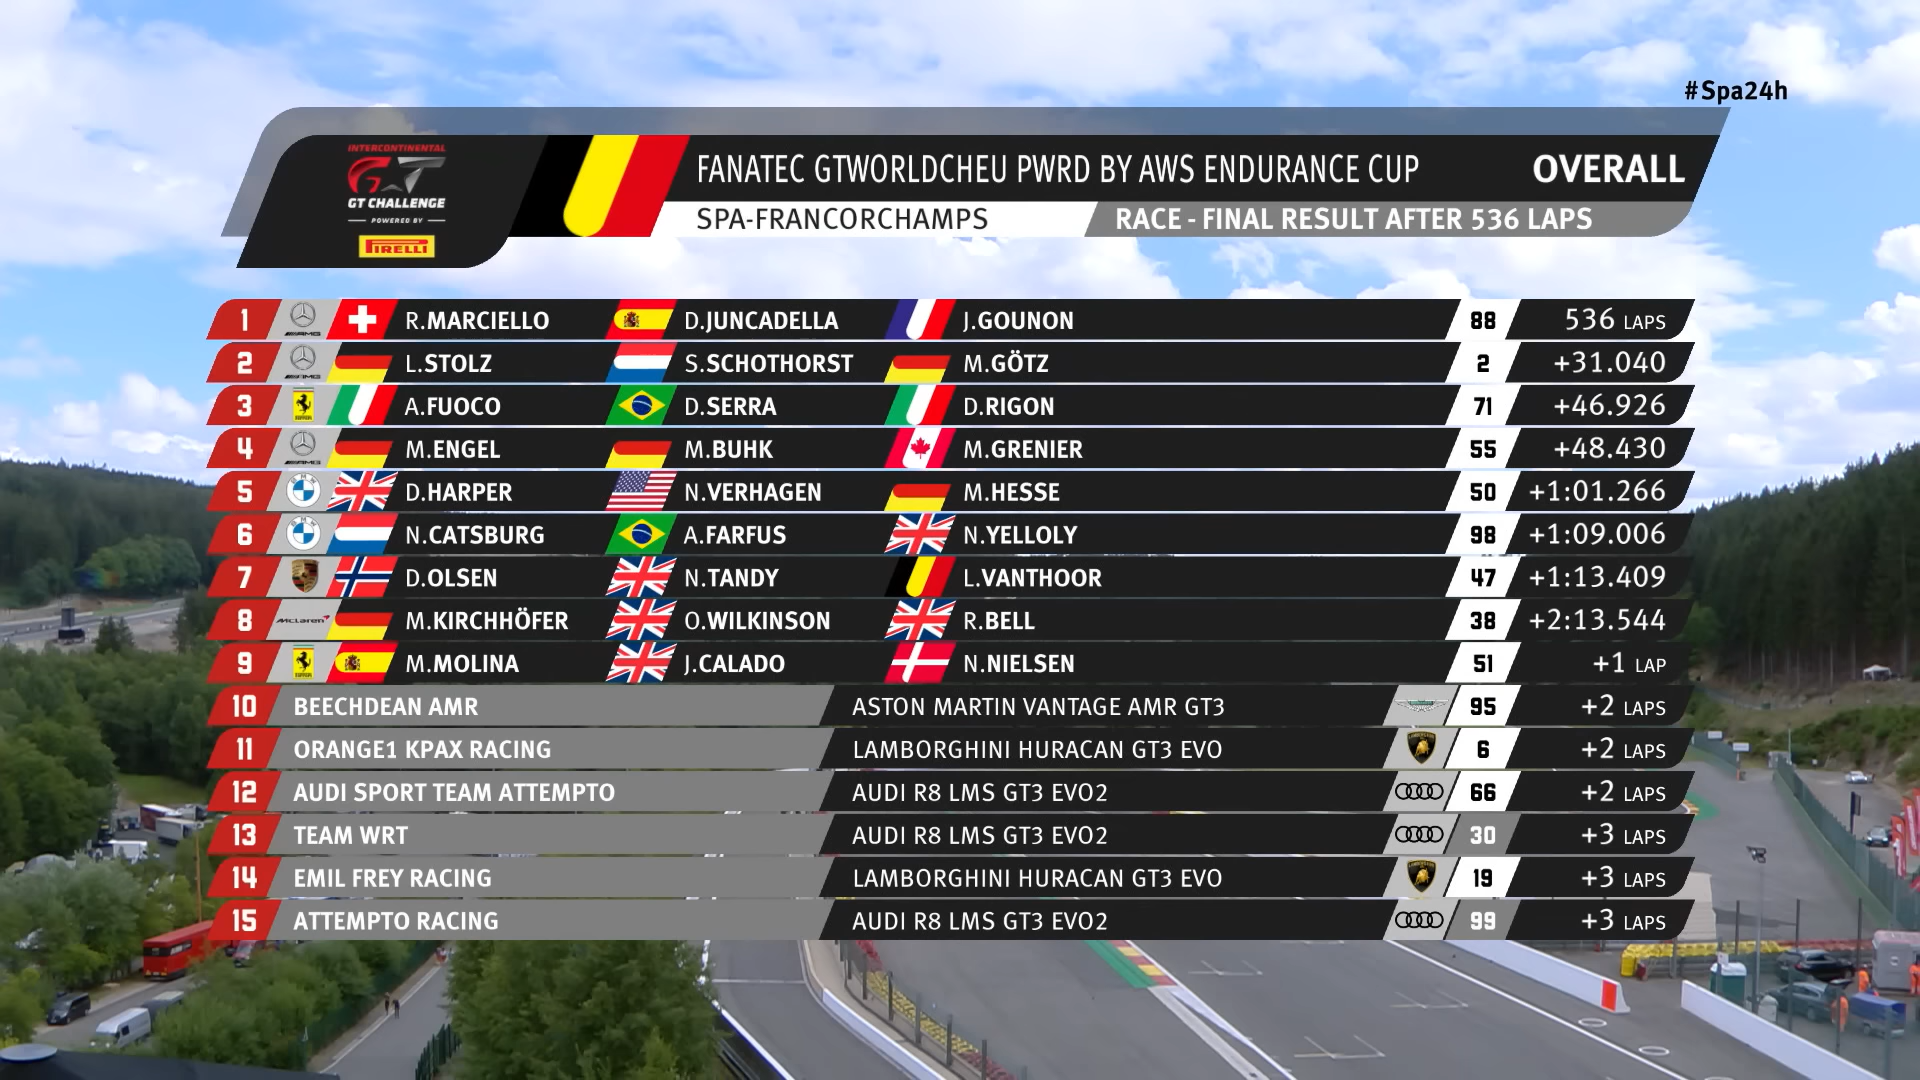 #Spa24h
INTERCONTINENTAL
GT CHALLENGE
POWERED BY
PIRELLI
FANATEC GTWORLDCHEU PWRD BY AWS ENDURANCE CUP OVERALL
SPA-FRANCORCHAMPS RACE - FINAL RESULT AFTER 536 LAPS
1 AMG R.MARCIELLO D.JUNCADELLA J.GOUNON 88 536 LAPS
2 AMG L.STOLZ S.SCHOTHORST M.GÖTZ 2 +31.040
3 A.FUOCO D.SERRA D.RIGON 71 +46.926
4 AMG M.ENGEL M.BUHK M.GRENIER 55 +48.430
5 BMW D.HARPER N.VERHAGEN M.HESSE 50 +1:01.266
6 BMW N.CATSBURG A.FARFUS N.YELLOLY 98 +1:09.006
7 D.OLSEN N.TANDY L.VANTHOOR 47 +1:13.409
8 McLaren M.KIRCHHÖFER O.WILKINSON R.BELL 38 +2:13.544
9 M.MOLINA J.CALADO N.NIELSEN 51 +1 LAP
10 BEECHDEAN AMR ASTON MARTIN VANTAGE AMR GT3 95 +2 LAPS
11 ORANGE1 KPAX RACING LAMBORGHINI HURACAN GT3 EVO 6 +2 LAPS
12 AUDI SPORT TEAM ATTEMPTO AUDI R8 LMS GT3 EVO2 66 +2 LAPS
13 TEAM WRT AUDI R8 LMS GT3 EVO2 30 +3 LAPS
14 EMIL FREY RACING LAMBORGHINI HURACAN GT3 EVO 19 +3 LAPS
15 ATTEMPTO RACING AUDI R8 LMS GT3 EVO2 99 +3 LAPS